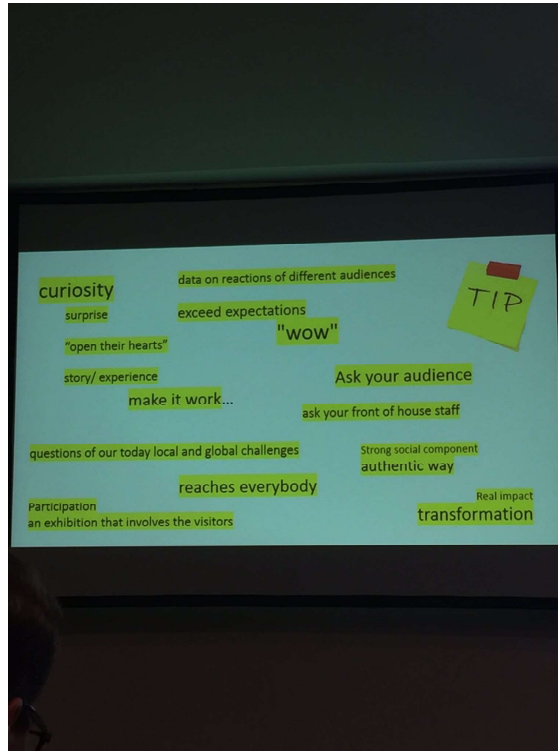 curiosity
data on reactions of different audiences
TIP
surprise
exceed expectations
"wow"
"open their hearts"
story/ experience
Ask your audience
make it work...
ask your front of house staff
questions of our today local and global challenges
Strong social component
authentic way
reaches everybody
Real impact
Participation
transformation
an exhibition that involves the visitors